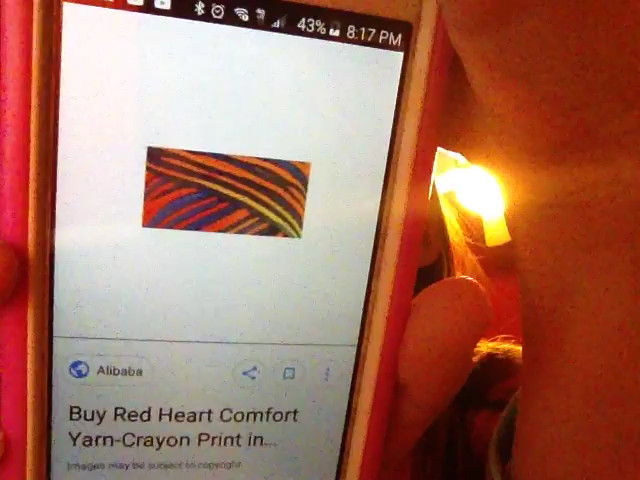 43% 8:17 PM
Alibaba
Buy Red Heart Comfort
Yarn-Crayon Print in...
Images may be subject to copyright.